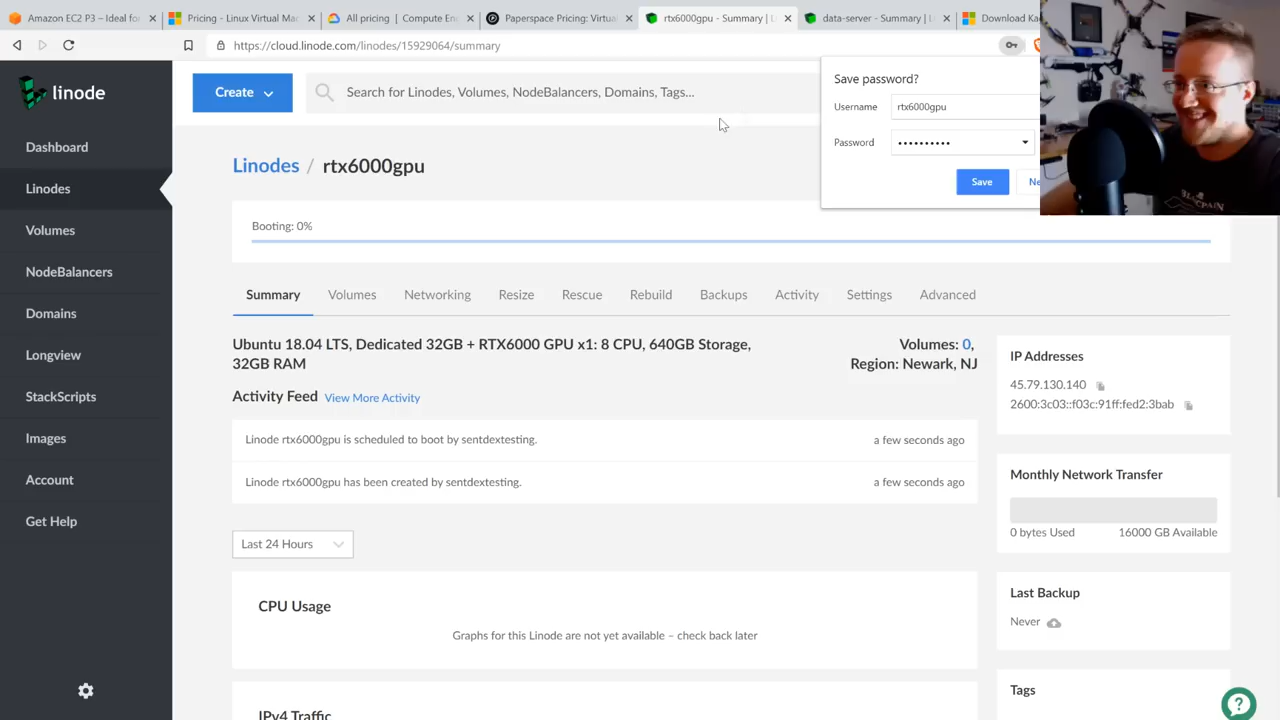 Amazon EC2 P3 – Ideal for
Pricing - Linux Virtual Ma
All pricing | Compute En
Paperspace Pricing: Virtua
rtx6000gpu - Summary | L
data-server - Summary | L
Download Ka
https://cloud.linode.com/linodes/15929064/summary
linode
Create
Search for Linodes, Volumes, NodeBalancers, Domains, Tags...
Save password?
Username
rtx6000gpu
Password
Save
Ne
Dashboard
Linodes
Volumes
NodeBalancers
Domains
Longview
StackScripts
Images
Account
Get Help
Linodes / rtx6000gpu
Booting: 0%
Summary
Volumes
Networking
Resize
Rescue
Rebuild
Backups
Activity
Settings
Advanced
Ubuntu 18.04 LTS, Dedicated 32GB + RTX6000 GPU x1: 8 CPU, 640GB Storage,
32GB RAM
Volumes: 0,
Region: Newark, NJ
Activity Feed View More Activity
Linode rtx6000gpu is scheduled to boot by sentdextesting.
a few seconds ago
Linode rtx6000gpu has been created by sentdextesting.
a few seconds ago
Last 24 Hours
CPU Usage
Graphs for this Linode are not yet available – check back later
IPv4 Traffic
IP Addresses
45.79.130.140
2600:3c03::f03c:91ff:fed2:3bab
Monthly Network Transfer
0 bytes Used
16000 GB Available
Last Backup
Never
Tags
?